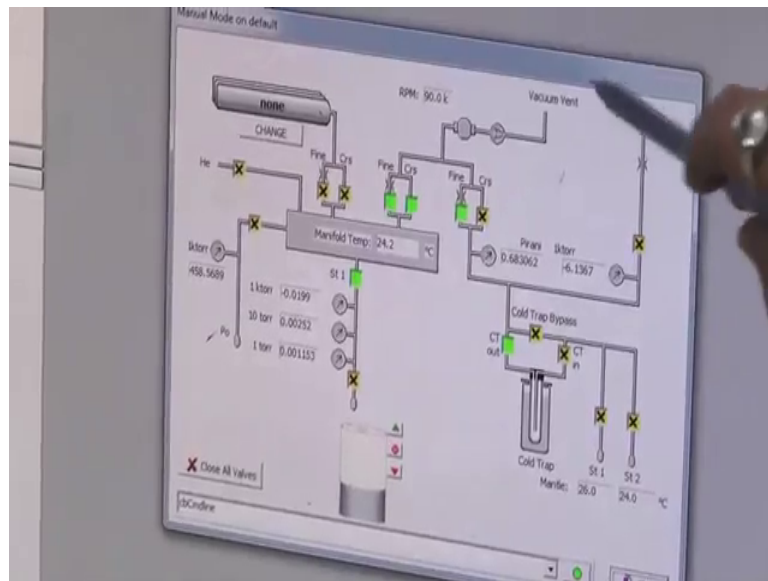 Manual Mode on default
none
CHANGE
RPM: 90.0 k
Vacuum Vent
He
Fine Crs
Fine Crs
Fine Crs
Manifold Temp: 24.2 °C
Pirani
0.683062
1ktorr
-6.1367
1ktorr
458.5689
St 1
1 ktorr -0.0199
10 torr 0.00252
1 torr 0.001153
Po
Cold Trap Bypass
CT
out
CT
in
Cold Trap
St 1
St 2
Mantle: 26.0 24.0 °C
Close All Valves
cbCmdline